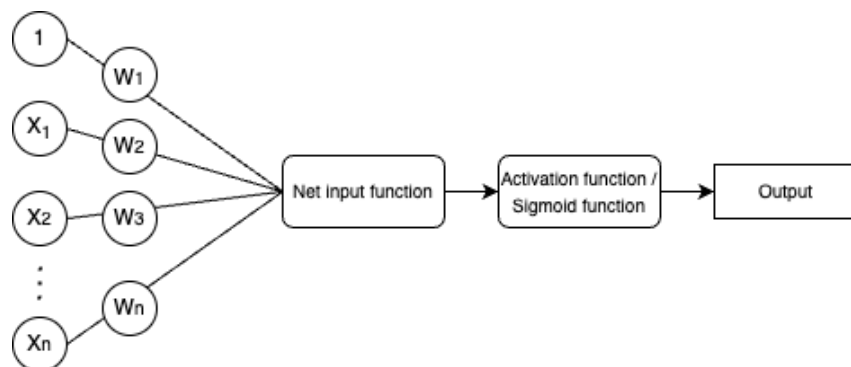 1
W1
X1
W2
X2
W3
Xn
Wn
Net input function
Activation function /
Sigmoid function
Output